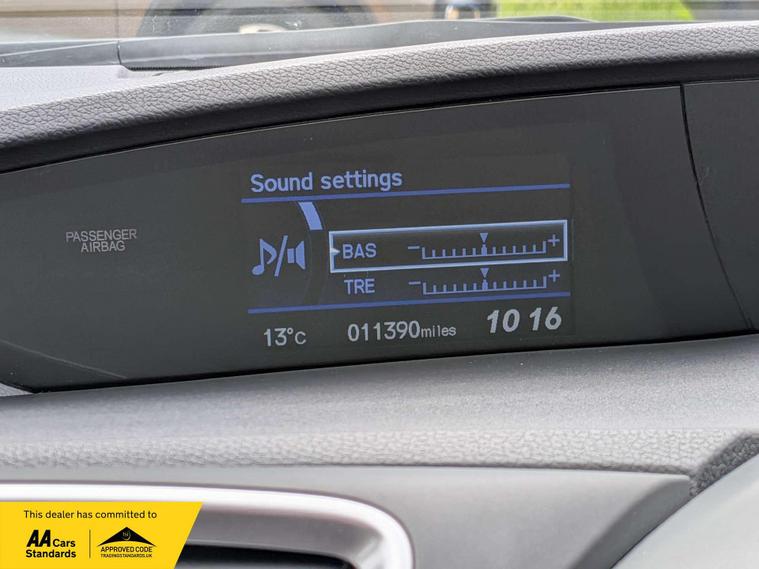 Sound settings
PASSENGER
AIRBAG
BAS − +
TRE − +
13°C 011390miles 10 16
This dealer has committed to
AA Cars
Standards
APPROVED CODE
TRADINGSTANDARDS.UK